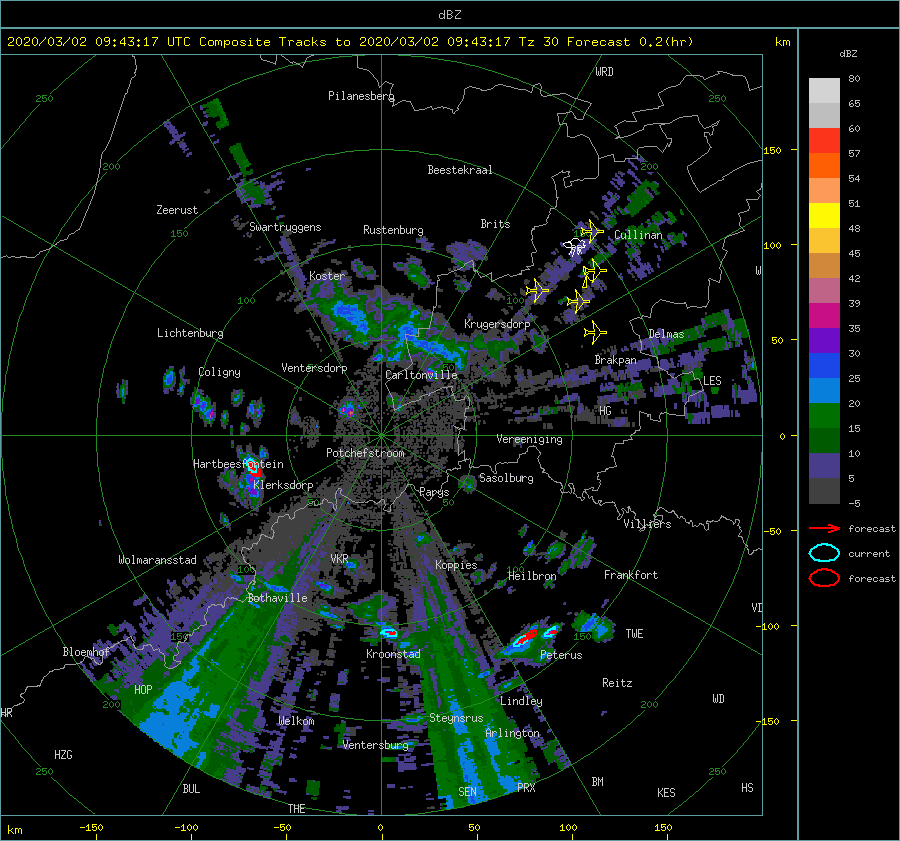 dBZ
2020/03/02 09:43:17 UTC Composite Tracks to 2020/03/02 09:43:17 Tz 30 Forecast 0.2(hr)
km
dBZ
WRD
250
Pilanesberg
250
80
65
60
57
54
51
48
45
42
39
35
30
25
20
15
10
5
-5
forecast
current
forecast
150
100
50
0
-50
-100
-150
200
Beestekraal
200
Zeerust
150
Swartruggens
Rustenburg
Brits
Cullinan
Koster
100
100
Krugersdorp
Lichtenburg
Delmas
Coligny
Ventersdorp
Carltonville
Brakpan
LES
HG
Vereeniging
Potchefstroom
Hartbeesfontein
Klerksdorp
Sasolburg
Parys
50
50
Villiers
Wolmaransstad
VKR
Koppies
100
100
Heilbron
Frankfort
Bothaville
VD
150
150
TWE
Bloemhof
Kroonstad
Peterus
HOP
Reitz
200
Lindley
200
WD
HR
Welkom
Steynsrus
Arlington
Ventersburg
HZG
250
250
BUL
SEN
PRX
BM
KES
HS
THE
km
-150
-100
-50
0
50
100
150